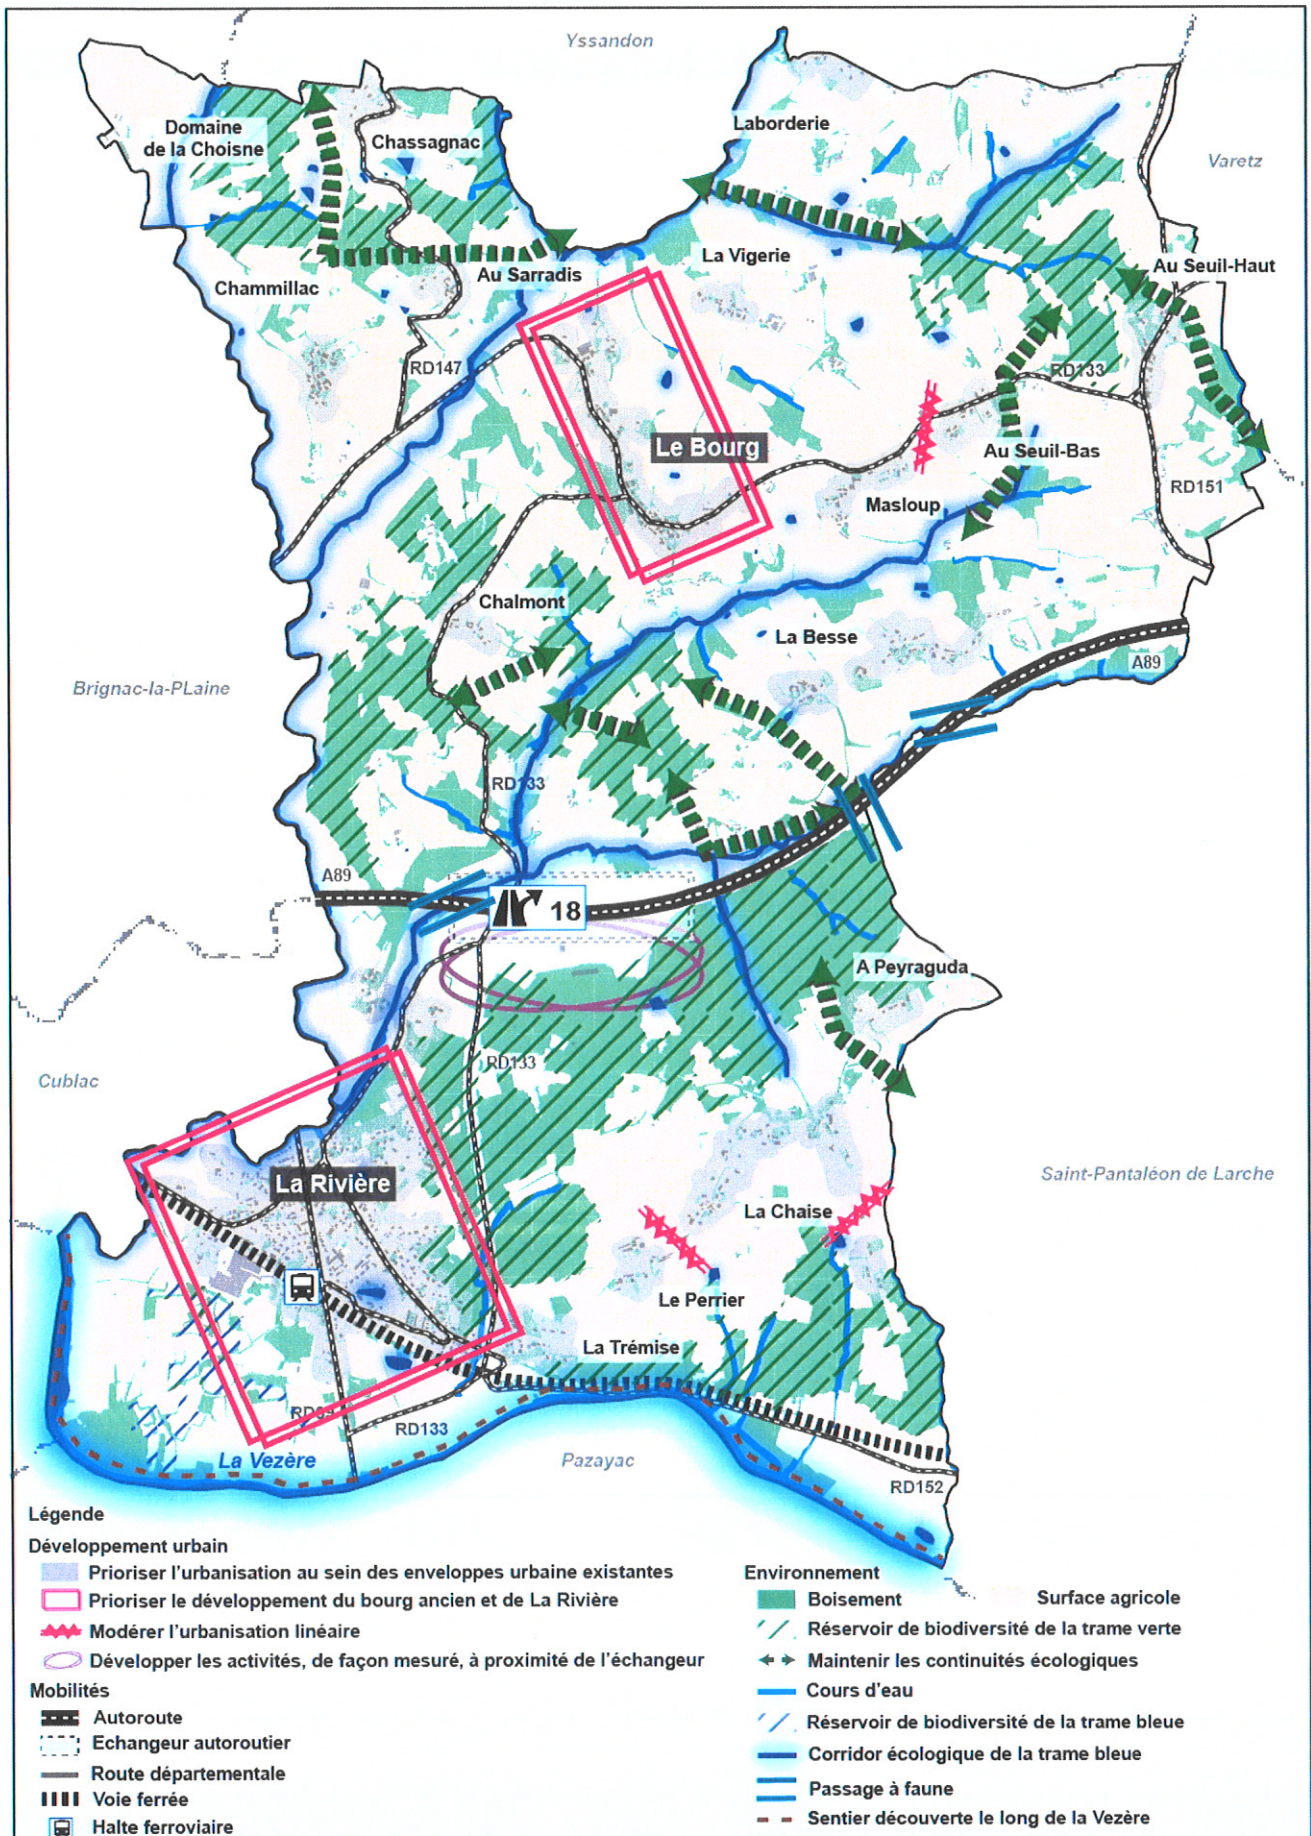 Yssandon
Domaine
de la Choisne
Chassagnac
Laborderie
Varetz
La Vigerie
Au Seuil-Haut
Au Sarradis
Chammillac
RD147
RD133
Le Bourg
Au Seuil-Bas
RD151
Masloup
Chalmont
La Besse
A89
Brignac-la-PLaine
RD133
A89
18
A Peyraguda
RD133
Cublac
Saint-Pantaléon de Larche
La Rivière
La Chaise
Le Perrier
La Trémise
RD39
RD133
La Vezère
Pazayac
RD152
Légende
Développement urbain
Prioriser l'urbanisation au sein des enveloppes urbaine existantes
Prioriser le développement du bourg ancien et de La Rivière
Modérer l'urbanisation linéaire
Développer les activités, de façon mesuré, à proximité de l'échangeur
Mobilités
Autoroute
Echangeur autoroutier
Route départementale
Voie ferrée
Halte ferroviaire
Environnement
Boisement
Surface agricole
Réservoir de biodiversité de la trame verte
Maintenir les continuités écologiques
Cours d'eau
Réservoir de biodiversité de la trame bleue
Corridor écologique de la trame bleue
Passage à faune
Sentier découverte le long de la Vezère